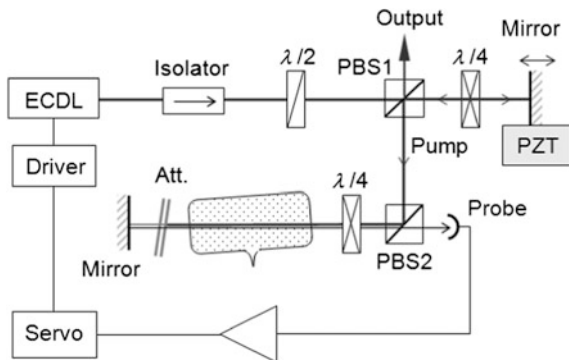 Output
Mirror
λ/2
PBS1
λ/4
Isolator
ECDL
PZT
Driver
Pump
Att.
λ/4
Probe
Mirror
PBS2
Servo